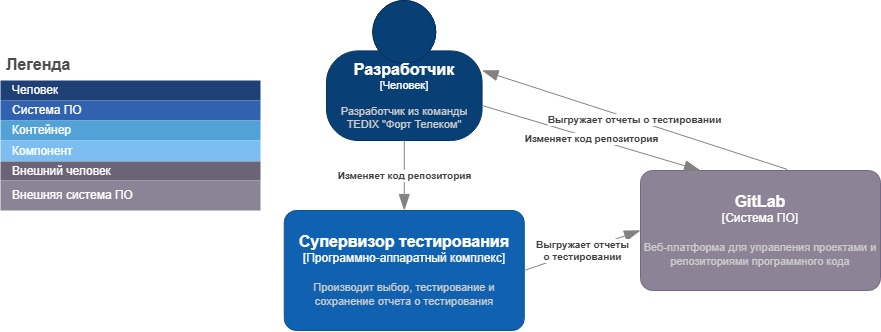 Легенда
Человек
Система ПО
Контейнер
Компонент
Внешний человек
Внешняя система ПО
Разработчик
[Человек]
Разработчик из команды
TEDIX "Форт Телеком"
Выгружает отчеты о тестировании
Изменяет код репозитория
Изменяет код репозитория
Супервизор тестирования
[Программно-аппаратный комплекс]
Производит выбор, тестирование и
сохранение отчета о тестирования
Выгружает отчеты
о тестировании
GitLab
[Система ПО]
Веб-платформа для управления проектами и
репозиториями программного кода